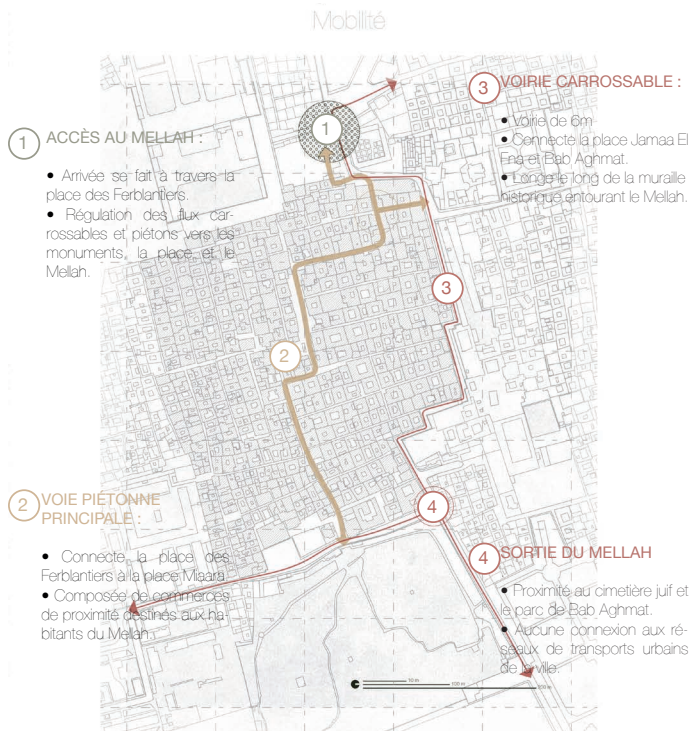 Mobilité
1
ACCÈS AU MELLAH :
• Arrivée se fait à travers la
place des Ferblantiers.
• Régulation des flux car-
rossables et piétons vers les
monuments, la place et le
Mellah.
2
VOIE PIÉTONNE
PRINCIPALE :
• Connecte la place des
Ferblantiers à la place Miaara.
• Composée de commerces
de proximité destinés aux ha-
bitants du Mellah.
1
2
3
4
3
VOIRIE CARROSSABLE :
• Voirie de 6m
• Connecte la place Jamaa El
Fna et Bab Aghmat.
• Longe le long de la muraille
historique entourant le Mellah.
4
SORTIE DU MELLAH
• Proximité au cimetière juif et
le parc de Bab Aghmat.
• Aucune connexion aux ré-
seaux de transports urbains
de la ville.
10 m
100 m